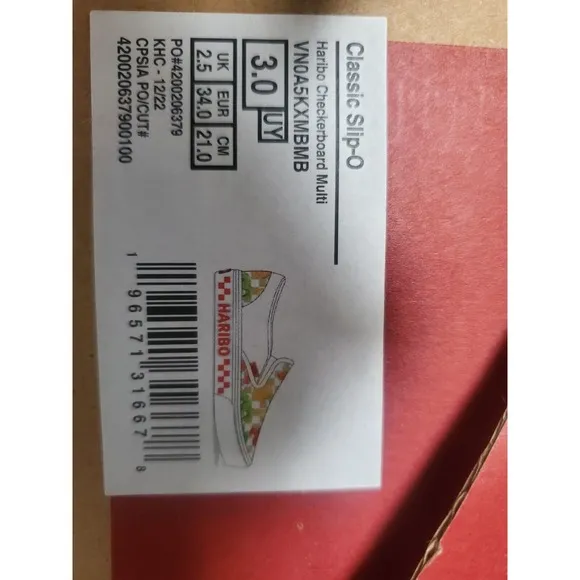 Classic Slip-O
Haribo Checkerboard Multi
VN0A5KXMBMB
3.0 UY
UK EUR CM
2.5 34.0 21.0
PO#4200206379
KHC - 12/22
CPSIA PO/CUT#
420020637900100
HARIBO
1 96571 31667 8